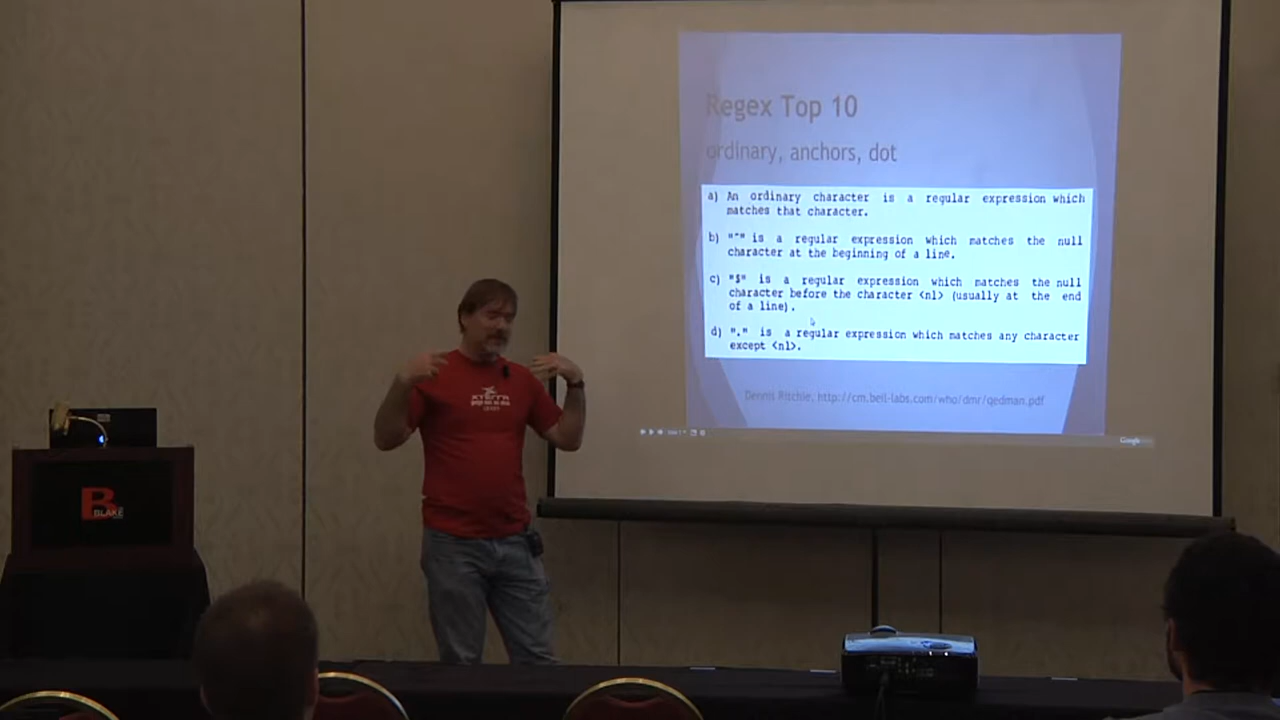 Regex Top 10
ordinary, anchors, dot
a) An ordinary character is a regular expression which
matches that character.
b) "^" is a regular expression which matches the null
character at the beginning of a line.
c) "$" is a regular expression which matches the null
character before the character <nl> (usually at the end
of a line).
d) "." is a regular expression which matches any character
except <nl>.
Dennis Ritchie, http://cm.bell-labs.com/who/dmr/qedman.pdf
Google
XTERRA
B
BLAKE